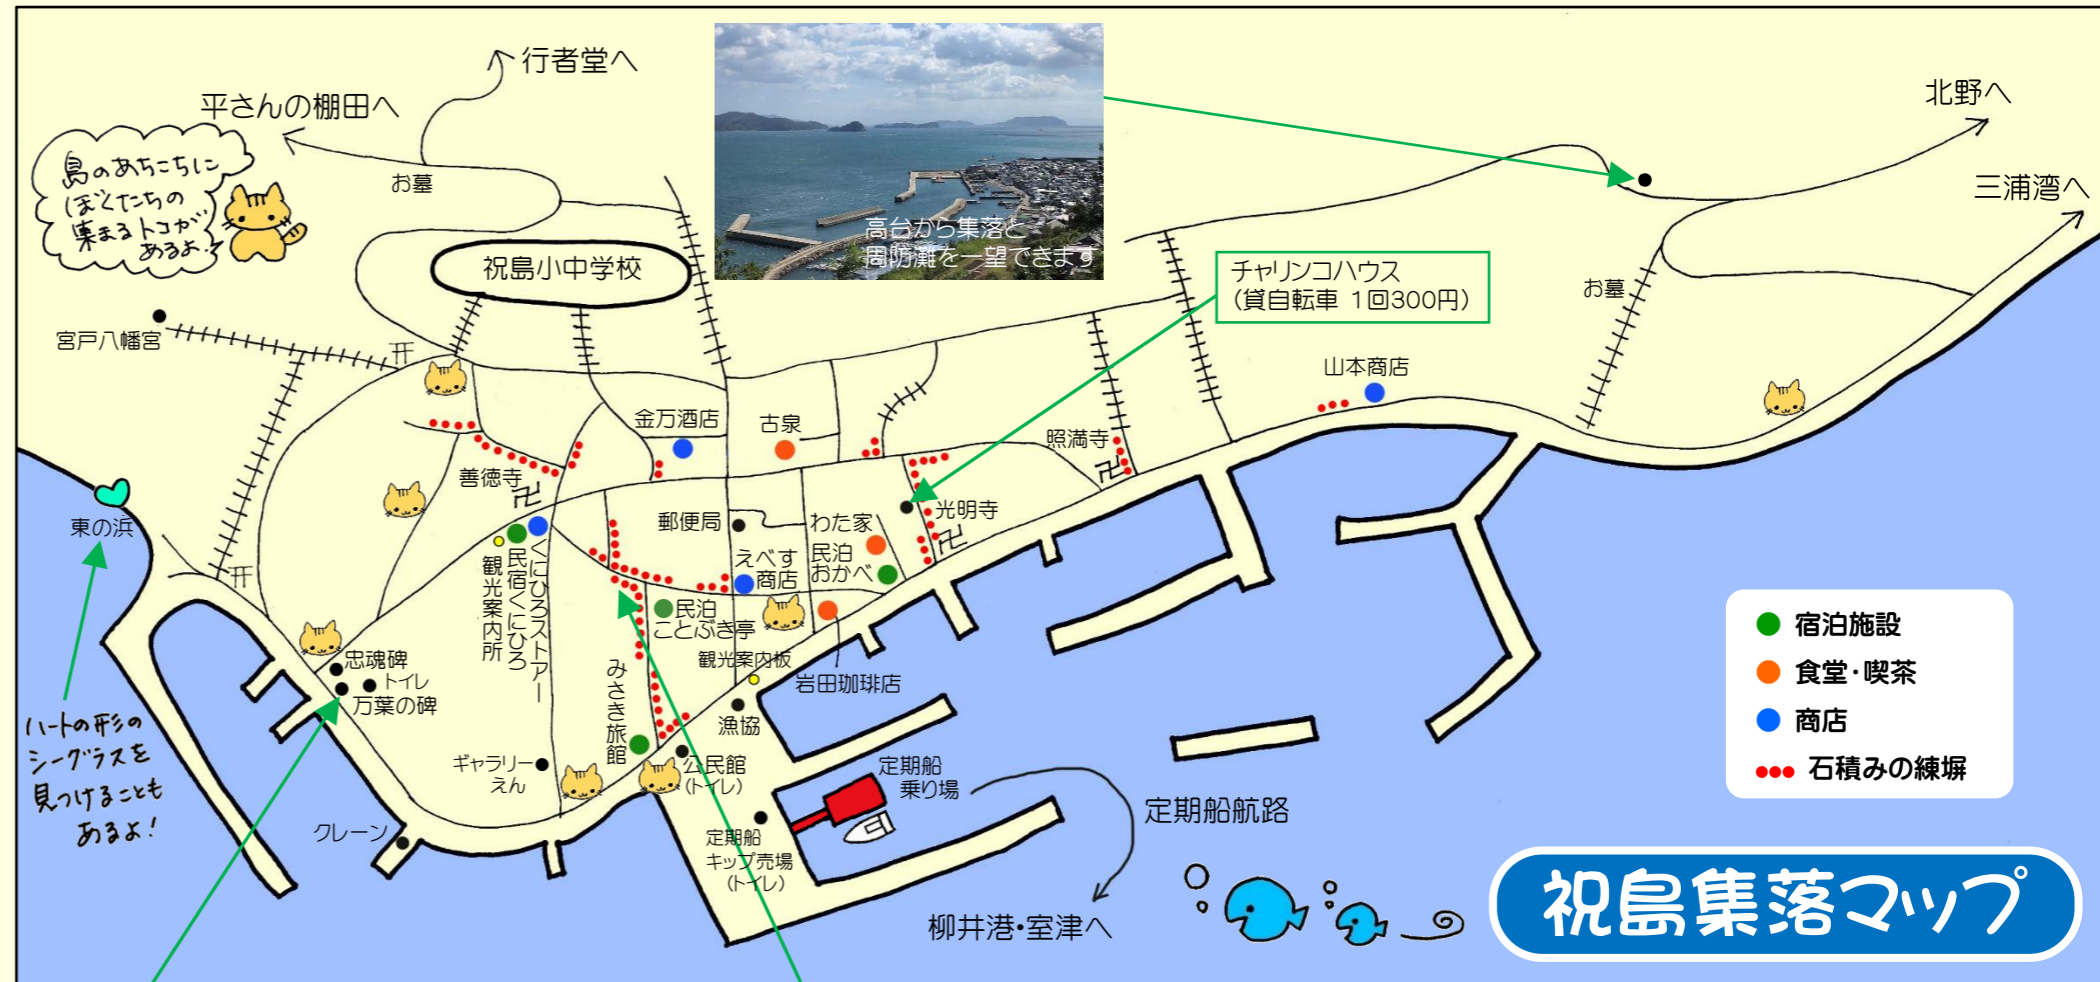 行者堂へ
平さんの棚田へ
島のあちこちに
ぼくたちの
集まるトコが
あるよ!
お墓
祝島小中学校
高台から集落と
周防灘を一望できます
北野へ
三浦湾へ
チャリンコハウス
(貸自転車 1回300円)
お墓
宮戸八幡宮
山本商店
金万酒店
古泉
照満寺
善徳寺
東の浜
郵便局
わた家
光明寺
えべす
商店
民泊
おかべ
くにひろストアー
民宿くにひろ
観光案内所
民泊
ことぶき亭
観光案内板
岩田珈琲店
忠魂碑
トイレ
万葉の碑
みさき旅館
漁協
ハートの形の
シーグラスを
見つけることも
あるよ!
ギャラリー
えん
公民館
(トイレ)
定期船
乗り場
クレーン
定期船
キップ売場
(トイレ)
定期船航路
柳井港・室津へ
宿泊施設
食堂・喫茶
商店
石積みの練塀
祝島集落マップ